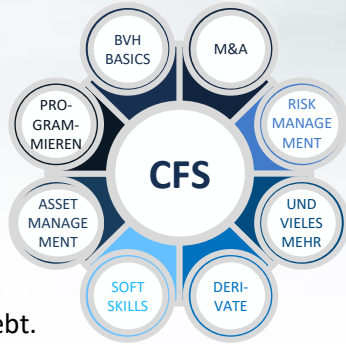 BVH
BASICS
M&A
PRO-
GRAM-
MIEREN
RISK
MANAGE
MENT
CFS
ASSET
MANAGE
MENT
UND
VIELES
MEHR
SOFT
SKILLS
DERI-
VATE
ebt.